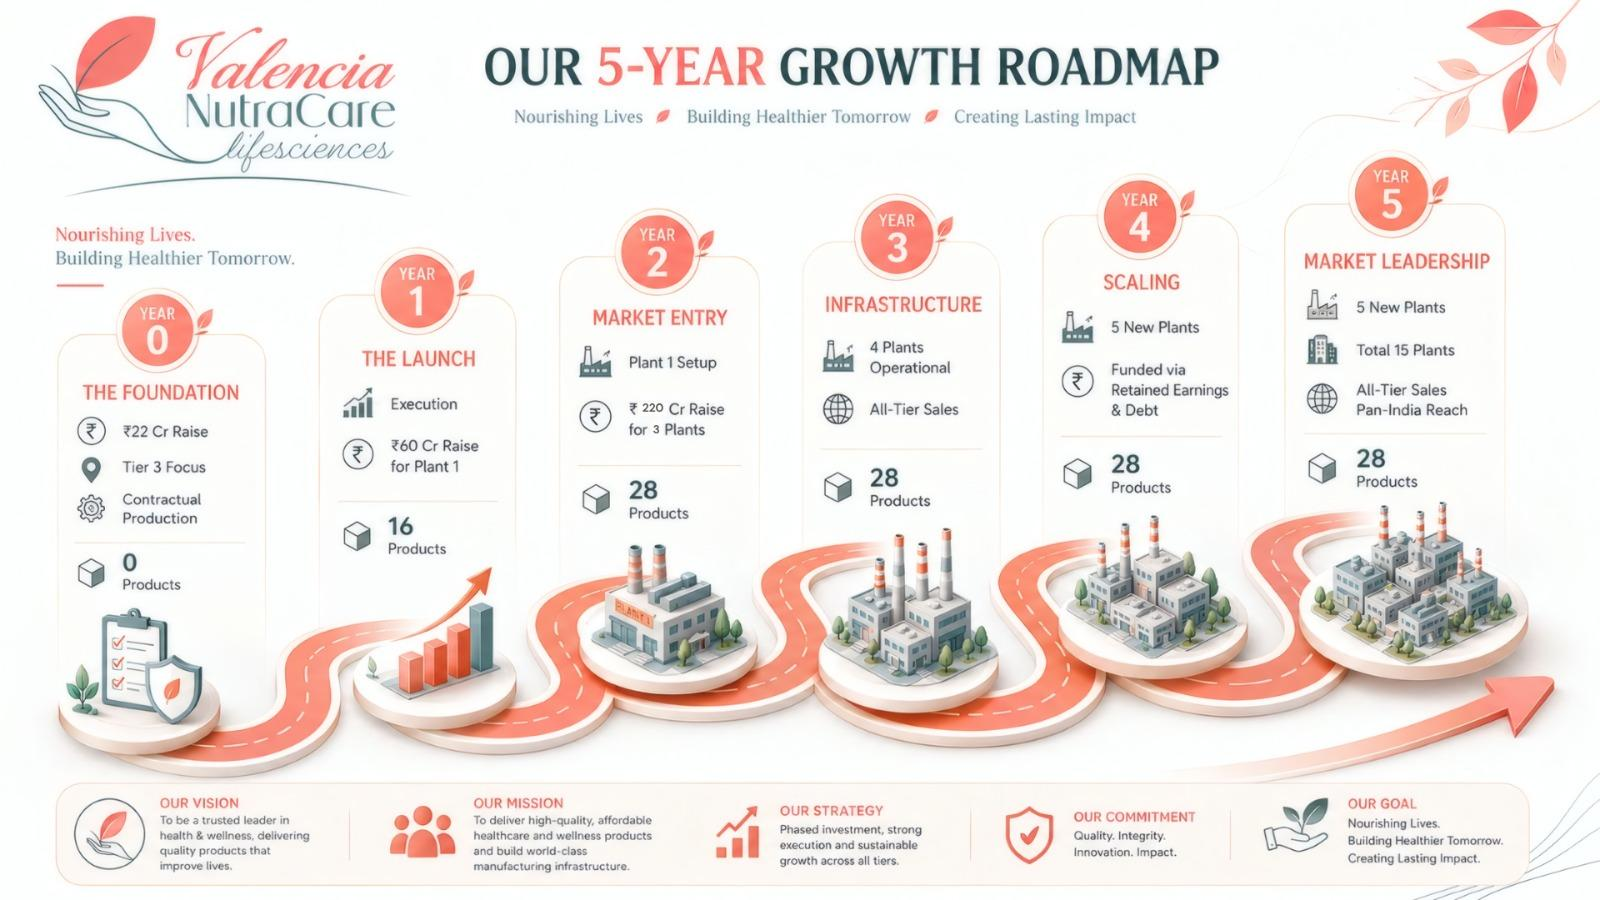 Valencia
NutraCare
lifesciences
OUR 5-YEAR GROWTH ROADMAP
Nourishing Lives Building Healthier Tomorrow Creating Lasting Impact
Nourishing Lives.
Building Healthier Tomorrow.
YEAR
0
THE FOUNDATION
₹22 Cr Raise
Tier 3 Focus
Contractual
Production
0
Products
YEAR
1
THE LAUNCH
Execution
₹60 Cr Raise
for Plant 1
16
Products
YEAR
2
MARKET ENTRY
Plant 1 Setup
₹ 220 Cr Raise
for 3 Plants
28
Products
YEAR
3
INFRASTRUCTURE
4 Plants
Operational
All-Tier Sales
28
Products
YEAR
4
SCALING
5 New Plants
Funded via
Retained Earnings
& Debt
28
Products
YEAR
5
MARKET LEADERSHIP
5 New Plants
Total 15 Plants
All-Tier Sales
Pan-India Reach
28
Products
OUR VISION
To be a trusted leader in
health & wellness, delivering
quality products that
improve lives.
OUR MISSION
To deliver high-quality, affordable
healthcare and wellness products
and build world-class
manufacturing infrastructure.
OUR STRATEGY
Phased investment, strong
execution and sustainable
growth across all tiers.
OUR COMMITMENT
Quality. Integrity.
Innovation. Impact.
OUR GOAL
Nourishing Lives.
Building Healthier Tomorrow.
Creating Lasting Impact.